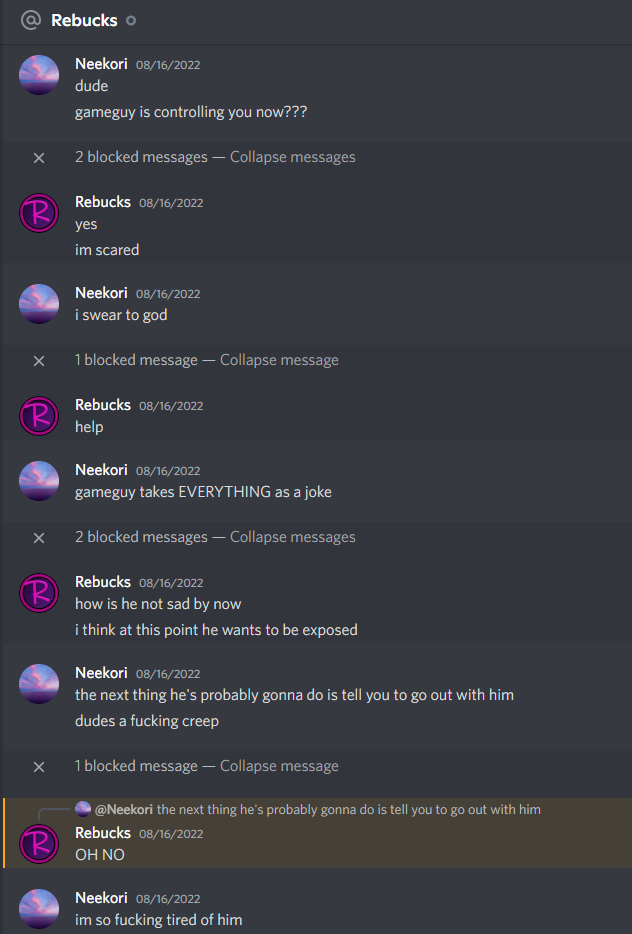 @ Rebucks
Neekori 08/16/2022
dude
gameguy is controlling you now???
2 blocked messages — Collapse messages
R
Rebucks 08/16/2022
yes
im scared
Neekori 08/16/2022
i swear to god
1 blocked message — Collapse message
R
Rebucks 08/16/2022
help
Neekori 08/16/2022
gameguy takes EVERYTHING as a joke
2 blocked messages — Collapse messages
R
Rebucks 08/16/2022
how is he not sad by now
i think at this point he wants to be exposed
Neekori 08/16/2022
the next thing he's probably gonna do is tell you to go out with him
dudes a fucking creep
1 blocked message — Collapse message
@Neekori the next thing he's probably gonna do is tell you to go out with him
R
Rebucks 08/16/2022
OH NO
Neekori 08/16/2022
im so fucking tired of him